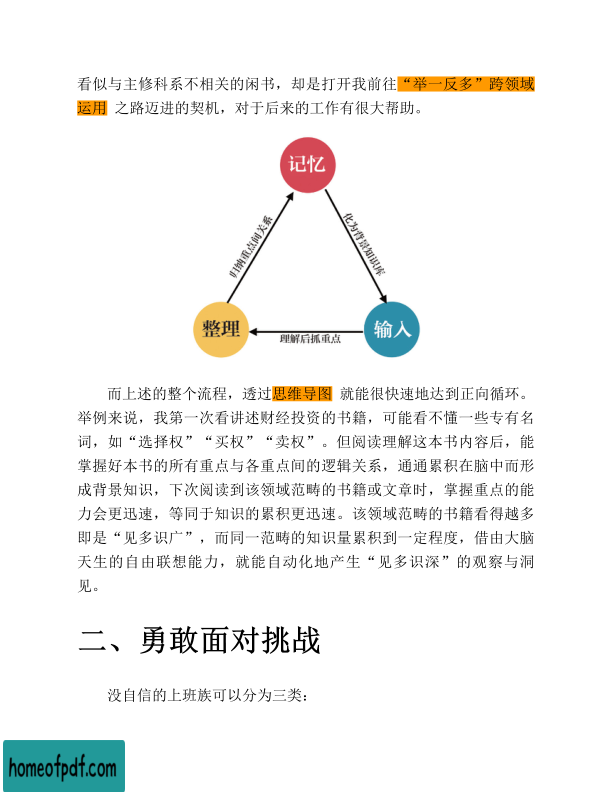 看似与主修科系不相关的闲书，却是打开我前往“举一反多”跨领域
运用 之路迈进的契机，对于后来的工作有很大帮助。
记忆
归纳重点间关系
化为背景知识库
整理
理解后抓重点
输入
而上述的整个流程，透过思维导图 就能很快速地达到正向循环。
举例来说，我第一次看讲述财经投资的书籍，可能看不懂一些专有名
词，如“选择权”“买权”“卖权”。但阅读理解这本书内容后，能
掌握好本书的所有重点与各重点间的逻辑关系，通通累积在脑中而形
成背景知识，下次阅读到该领域范畴的书籍或文章时，掌握重点的能
力会更迅速，等同于知识的累积更迅速。该领域范畴的书籍看得越多
即是“见多识广”，而同一范畴的知识量累积到一定程度，借由大脑
天生的自由联想能力，就能自动化地产生“见多识深”的观察与洞
见。
二、勇敢面对挑战
没自信的上班族可以分为三类：
homeofpdf.com